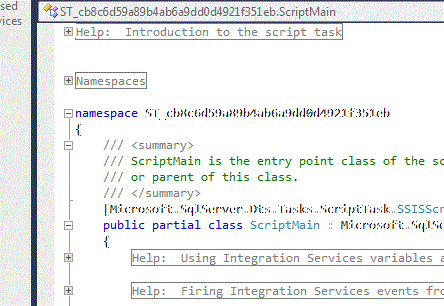 sed
vices
ST_cb8c6d59a89b4ab6a9dd0d4921f351eb.ScriptMain
Help:  Introduction to the script task
Namespaces
namespace ST_cb8c6d59a89b4ab6a9dd0d4921f351eb
{
/// <summary>
/// ScriptMain is the entry point class of the sc
/// or parent of this class.
/// </summary>
[Microsoft.SqlServer.Dts.Tasks.ScriptTask.SSISScr
public partial class ScriptMain : Microsoft.SqlS
{
Help:  Using Integration Services variables a
Help:  Firing Integration Services events fro